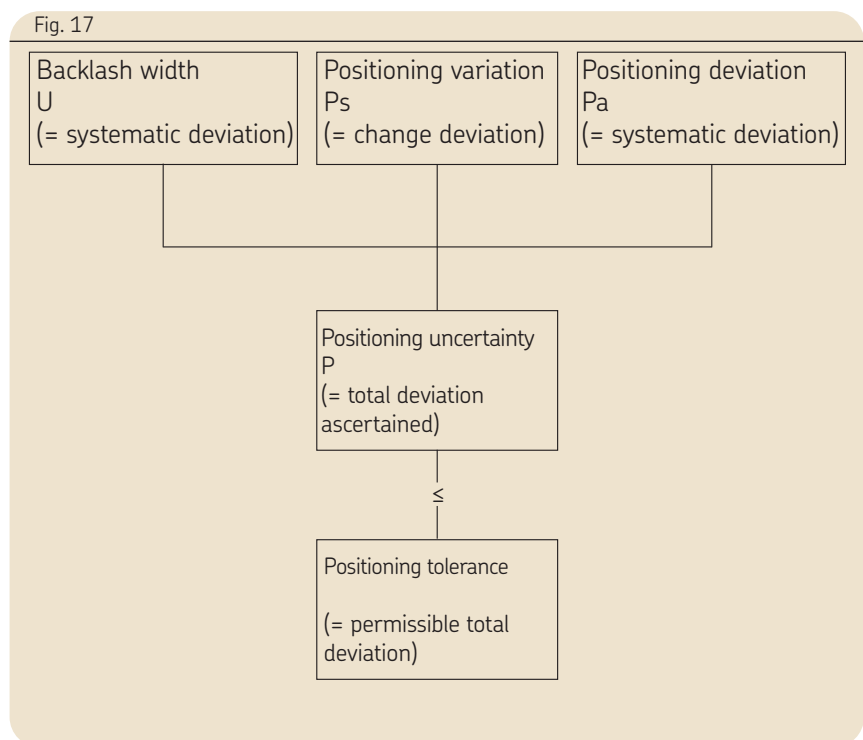 Fig. 17
Backlash width
U
(= systematic deviation)
Positioning variation
Ps
(= change deviation)
Positioning deviation
Pa
(= systematic deviation)
Positioning uncertainty
P
(= total deviation
ascertained)
≤
Positioning tolerance
(= permissible total
deviation)